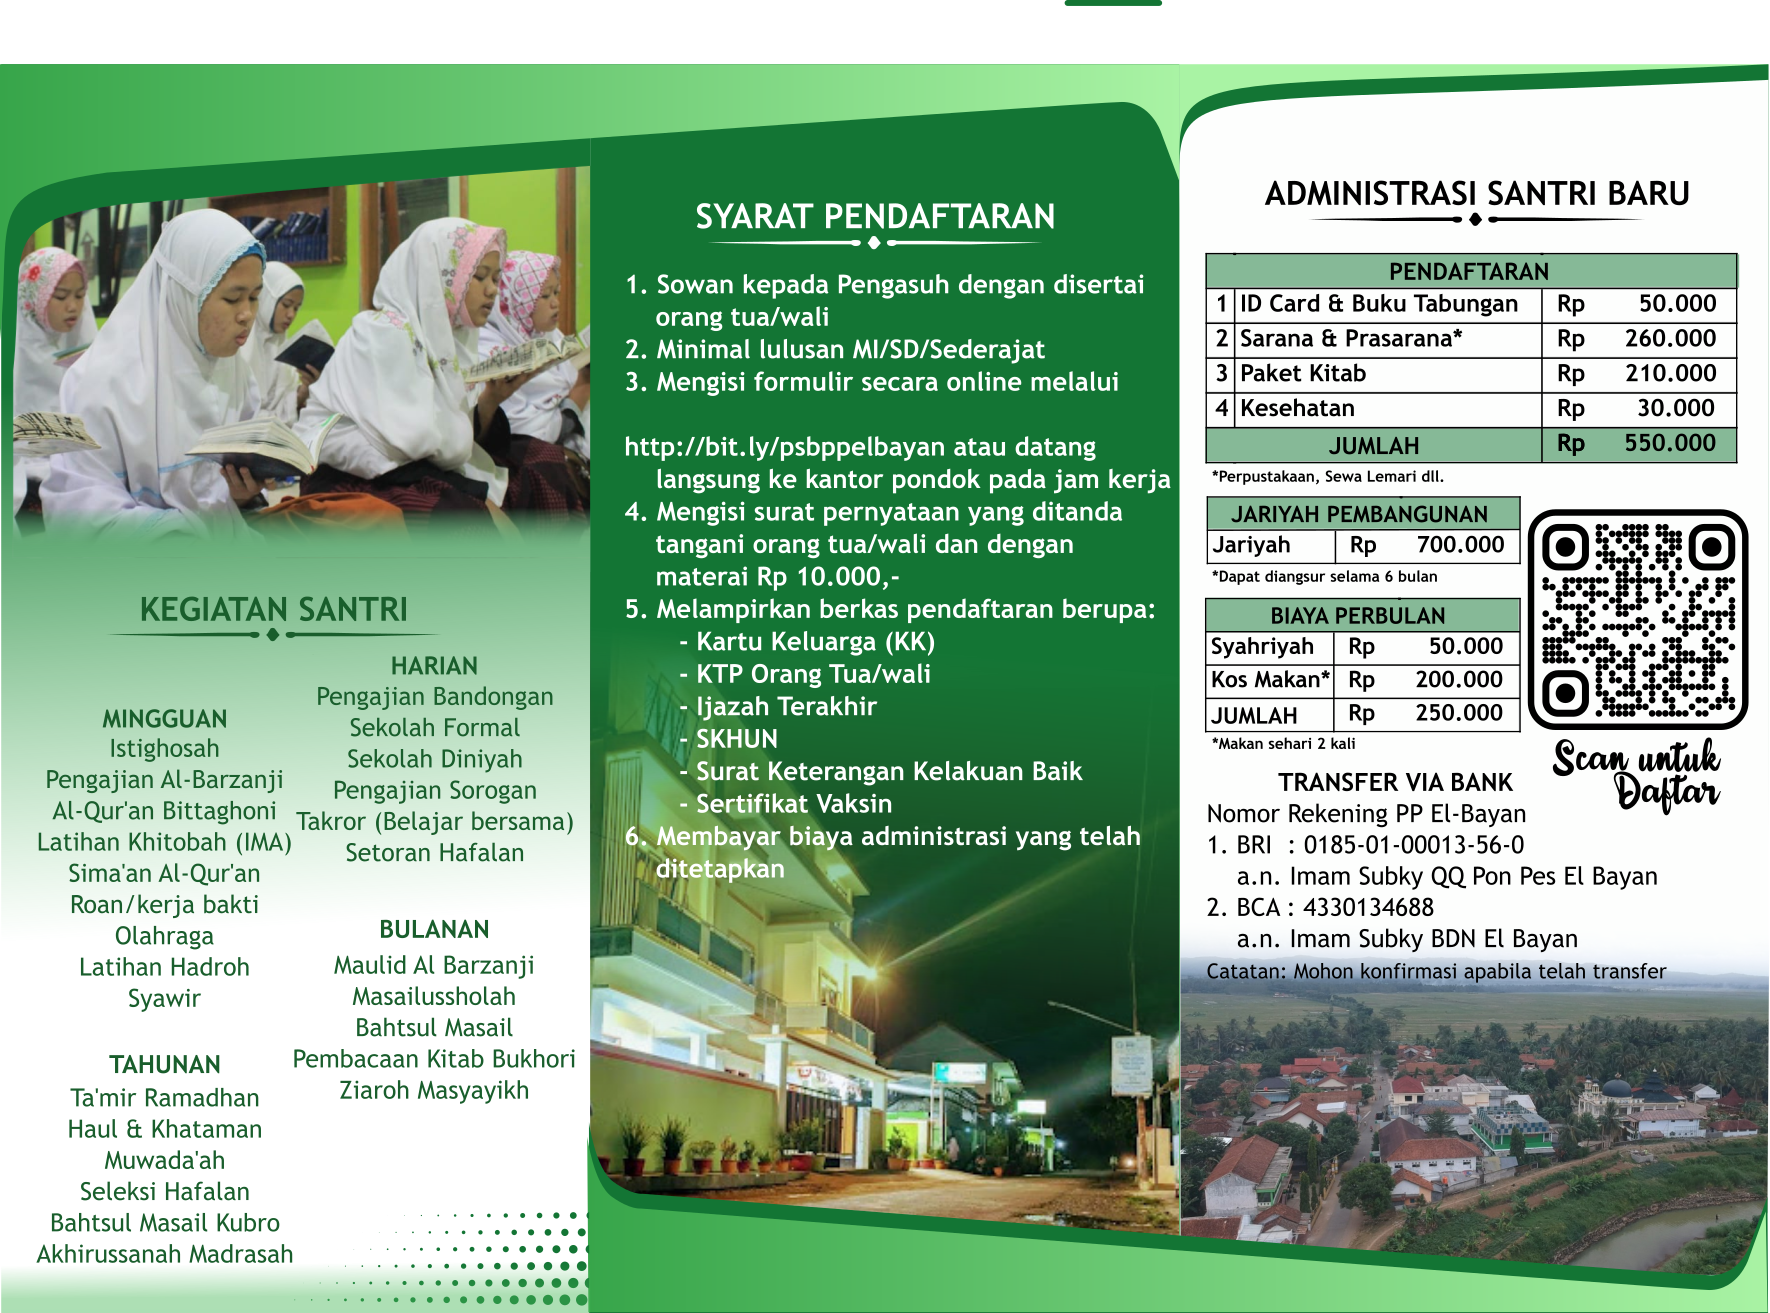 KEGIATAN SANTRI
MINGGUAN
Istighosah
Pengajian Al-Barzanji
Al-Qur'an Bittaghoni
Latihan Khitobah (IMA)
Sima'an Al-Qur'an
Roan/kerja bakti
Olahraga
Latihan Hadroh
Syawir
TAHUNAN
Ta'mir Ramadhan
Haul & Khataman
Muwada'ah
Seleksi Hafalan
Bahtsul Masail Kubro
Akhirussanah Madrasah
HARIAN
Pengajian Bandongan
Sekolah Formal
Sekolah Diniyah
Pengajian Sorogan
Takror (Belajar bersama)
Setoran Hafalan
BULANAN
Maulid Al Barzanji
Masailussholah
Bahtsul Masail
Pembacaan Kitab Bukhori
Ziaroh Masyayikh
SYARAT PENDAFTARAN
1. Sowan kepada Pengasuh dengan disertai
orang tua/wali
2. Minimal lulusan MI/SD/Sederajat
3. Mengisi formulir secara online melalui
http://bit.ly/psbppelbayan atau datang
langsung ke kantor pondok pada jam kerja
4. Mengisi surat pernyataan yang ditanda
tangani orang tua/wali dan dengan
materai Rp 10.000,-
5. Melampirkan berkas pendaftaran berupa:
- Kartu Keluarga (KK)
- KTP Orang Tua/wali
- Ijazah Terakhir
- SKHUN
- Surat Keterangan Kelakuan Baik
- Sertifikat Vaksin
6. Membayar biaya administrasi yang telah
ditetapkan
ADMINISTRASI SANTRI BARU
PENDAFTARAN
1 ID Card & Buku Tabungan Rp 50.000
2 Sarana & Prasarana* Rp 260.000
3 Paket Kitab Rp 210.000
4 Kesehatan Rp 30.000
JUMLAH Rp 550.000
*Perpustakaan, Sewa Lemari dll.
JARIYAH PEMBANGUNAN
Jariyah Rp 700.000
*Dapat diangsur selama 6 bulan
BIAYA PERBULAN
Syahriyah Rp 50.000
Kos Makan* Rp 200.000
JUMLAH Rp 250.000
*Makan sehari 2 kali
Scan untuk
Daftar
TRANSFER VIA BANK
Nomor Rekening PP El-Bayan
1. BRI : 0185-01-00013-56-0
a.n. Imam Subky QQ Pon Pes El Bayan
2. BCA : 4330134688
a.n. Imam Subky BDN El Bayan
Catatan: Mohon konfirmasi apabila telah transfer